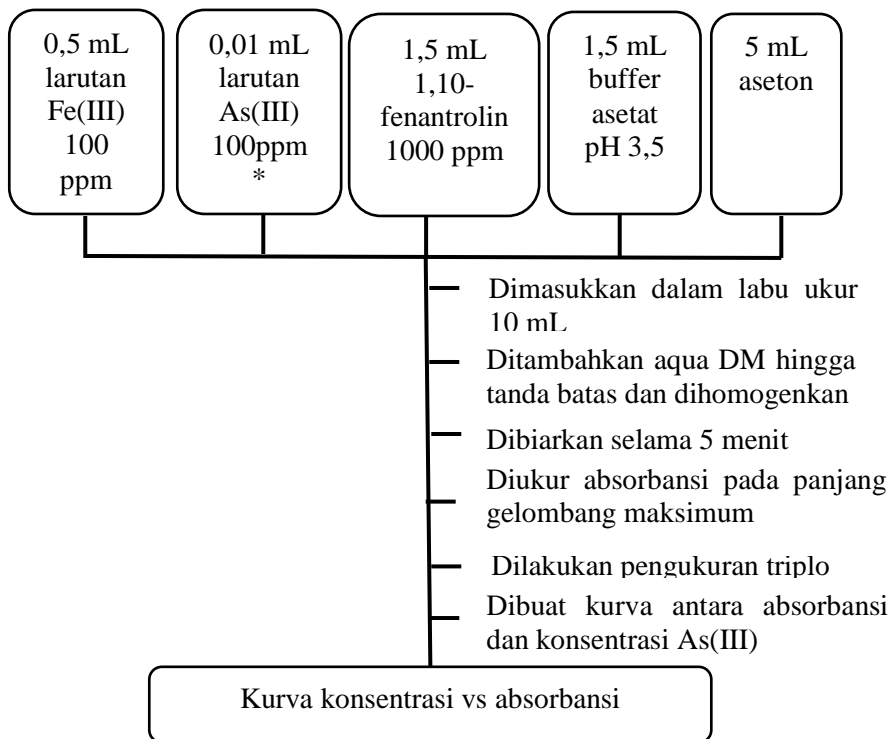 0,5 mL
larutan
Fe(III)
100
ppm
0,01 mL
larutan
As(III)
100ppm
*
1,5 mL
1,10-
fenantrolin
1000 ppm
1,5 mL
buffer
asetat
pH 3,5
5 mL
aseton
Dimasukkan dalam labu ukur
10 mL
Ditambahkan aqua DM hingga
tanda batas dan dihomogenkan
Dibiarkan selama 5 menit
Diukur absorbansi pada panjang
gelombang maksimum
Dilakukan pengukuran triplo
Dibuat kurva antara absorbansi
dan konsentrasi As(III)
Kurva konsentrasi vs absorbansi